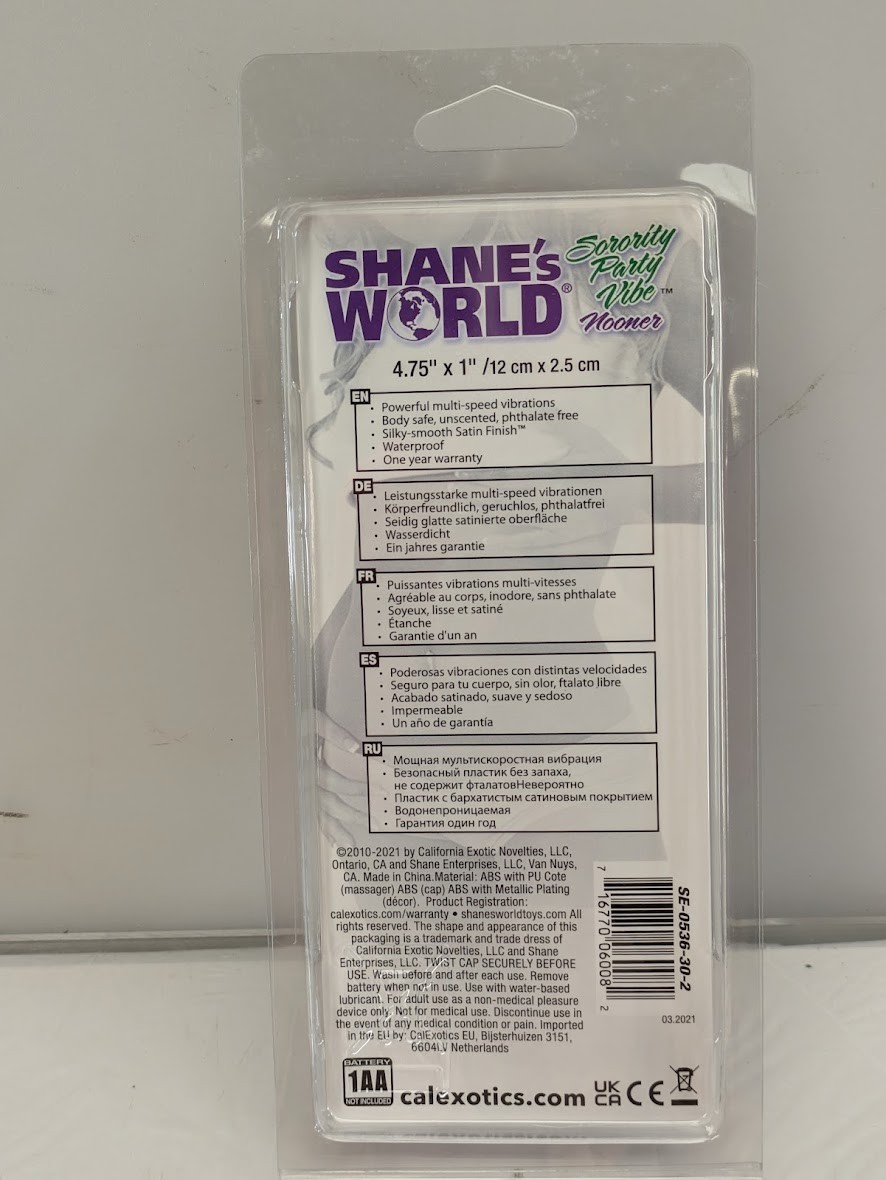 SHANE's
WORLD®
Sorority
Party
Vibe™
Nooner
4.75" x 1" /12 cm x 2.5 cm
EN
• Powerful multi-speed vibrations
• Body safe, unscented, phthalate free
• Silky-smooth Satin Finish™
• Waterproof
• One year warranty
DE
• Leistungsstarke multi-speed vibrationen
• Körperfreundlich, geruchlos, phthalatfrei
• Seidig glatte satinierte oberfläche
• Wasserdicht
• Ein jahres garantie
FR
• Puissantes vibrations multi-vitesses
• Agréable au corps, inodore, sans phthalate
• Soyeux, lisse et satiné
• Étanche
• Garantie d'un an
ES
• Poderosas vibraciones con distintas velocidades
• Seguro para tu cuerpo, sin olor, ftalato libre
• Acabado satinado, suave y sedoso
• Impermeable
• Un año de garantía
RU
• Мощная мультискоростная вибрация
• Безопасный пластик без запаха,
не содержит фталатовНевероятно
• Пластик с бархатистым сатиновым покрытием
• Водонепроницаемая
• Гарантия один год
©2010-2021 by California Exotic Novelties, LLC,
Ontario, CA and Shane Enterprises, LLC, Van Nuys,
CA. Made in China.Material: ABS with PU Cote
(massager) ABS (cap) ABS with Metallic Plating
(décor). Product Registration:
calexotics.com/warranty • shanesworldtoys.com All
rights reserved. The shape and appearance of this
packaging is a trademark and trade dress of
California Exotic Novelties, LLC and Shane
Enterprises, LLC. TWIST CAP SECURELY BEFORE
USE. Wash before and after each use. Remove
battery when not in use. Use with water-based
lubricant. For adult use as a non-medical pleasure
device only. Not for medical use. Discontinue use in
the event of any medical condition or pain. Imported
in the EU by: CalExotics EU, Bijsterhuizen 3151,
6604LV Netherlands
7 16770 06008 2
SE-0536-30-2
03.2021
BATTERY
1AA
NOT INCLUDED
calexotics.com
UK
CA
CE